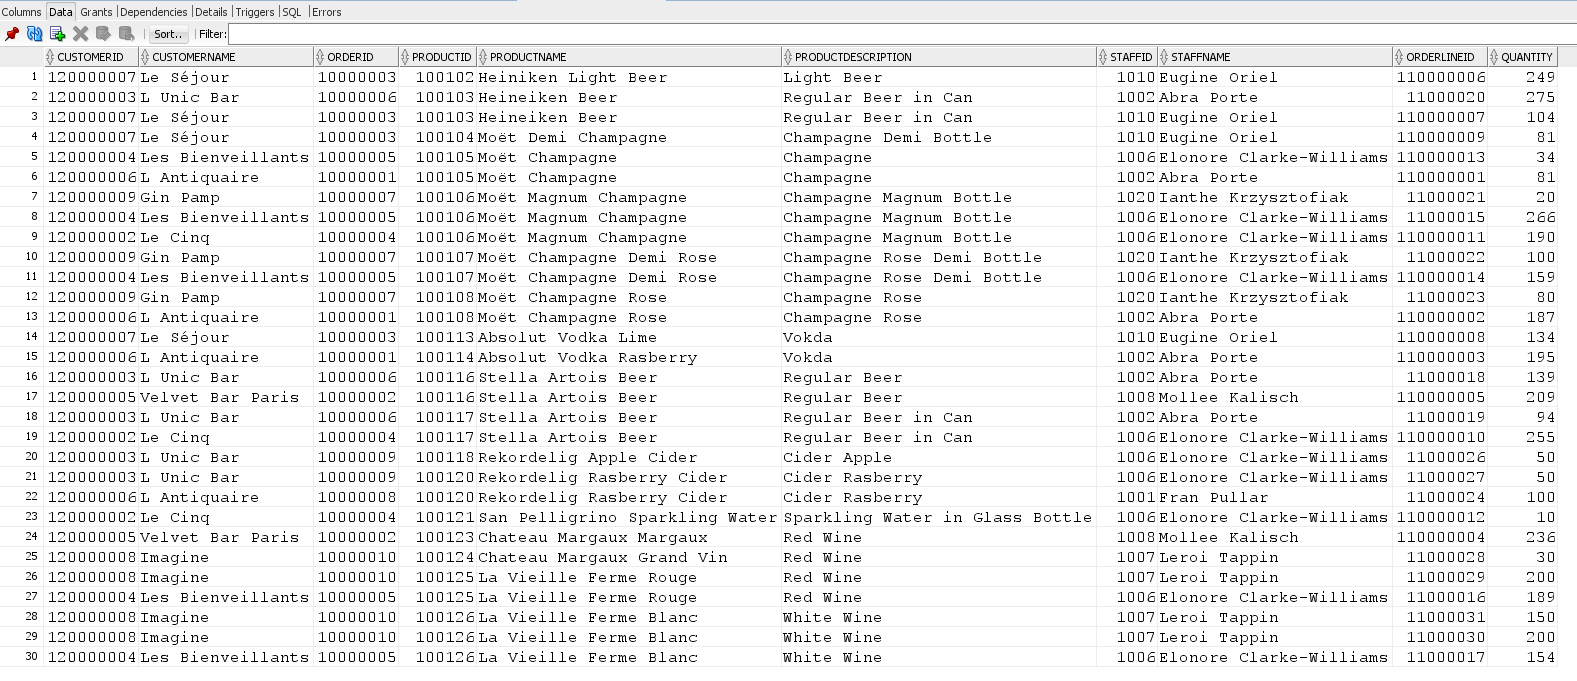 Columns Data Grants Dependencies Details Triggers SQL Errors
Sort.. Filter:
CUSTOMERID CUSTOMERNAME ORDERID PRODUCTID PRODUCTNAME PRODUCTDESCRIPTION STAFFID STAFFNAME ORDERLINEID QUANTITY
1 120000007 Le Séjour 10000003 100102 Heiniken Light Beer Light Beer 1010 Eugine Oriel 110000006 249
2 120000003 L Unic Bar 10000006 100103 Heineiken Beer Regular Beer in Can 1002 Abra Porte 11000020 275
3 120000007 Le Séjour 10000003 100103 Heineiken Beer Regular Beer in Can 1010 Eugine Oriel 110000007 104
4 120000007 Le Séjour 10000003 100104 Moët Demi Champagne Champagne Demi Bottle 1010 Eugine Oriel 110000009 81
5 120000004 Les Bienveillants 10000005 100105 Moët Champagne Champagne 1006 Elonore Clarke-Williams 110000013 34
6 120000006 L Antiquaire 10000001 100105 Moët Champagne Champagne 1002 Abra Porte 110000001 81
7 120000009 Gin Pamp 10000007 100106 Moët Magnum Champagne Champagne Magnum Bottle 1020 Ianthe Krzysztofiak 11000021 20
8 120000004 Les Bienveillants 10000005 100106 Moët Magnum Champagne Champagne Magnum Bottle 1006 Elonore Clarke-Williams 110000015 266
9 120000002 Le Cinq 10000004 100106 Moët Magnum Champagne Champagne Magnum Bottle 1006 Elonore Clarke-Williams 110000011 190
10 120000009 Gin Pamp 10000007 100107 Moët Champagne Demi Rose Champagne Rose Demi Bottle 1020 Ianthe Krzysztofiak 11000022 100
11 120000004 Les Bienveillants 10000005 100107 Moët Champagne Demi Rose Champagne Rose Demi Bottle 1006 Elonore Clarke-Williams 110000014 159
12 120000009 Gin Pamp 10000007 100108 Moët Champagne Rose Champagne Rose 1020 Ianthe Krzysztofiak 11000023 80
13 120000006 L Antiquaire 10000001 100108 Moët Champagne Rose Champagne Rose 1002 Abra Porte 110000002 187
14 120000007 Le Séjour 10000003 100113 Absolut Vodka Lime Vokda 1010 Eugine Oriel 110000008 134
15 120000006 L Antiquaire 10000001 100114 Absolut Vodka Rasberry Vokda 1002 Abra Porte 110000003 195
16 120000003 L Unic Bar 10000006 100116 Stella Artois Beer Regular Beer 1002 Abra Porte 11000018 139
17 120000005 Velvet Bar Paris 10000002 100116 Stella Artois Beer Regular Beer 1008 Mollee Kalisch 110000005 209
18 120000003 L Unic Bar 10000006 100117 Stella Artois Beer Regular Beer in Can 1002 Abra Porte 11000019 94
19 120000002 Le Cinq 10000004 100117 Stella Artois Beer Regular Beer in Can 1006 Elonore Clarke-Williams 110000010 255
20 120000003 L Unic Bar 10000009 100118 Rekordelig Apple Cider Cider Apple 1006 Elonore Clarke-Williams 11000026 50
21 120000003 L Unic Bar 10000009 100120 Rekordelig Rasberry Cider Cider Rasberry 1006 Elonore Clarke-Williams 11000027 50
22 120000006 L Antiquaire 10000008 100120 Rekordelig Rasberry Cider Cider Rasberry 1001 Fran Pullar 11000024 100
23 120000002 Le Cinq 10000004 100121 San Pelligrino Sparkling Water Sparkling Water in Glass Bottle 1006 Elonore Clarke-Williams 110000012 10
24 120000005 Velvet Bar Paris 10000002 100123 Chateau Margaux Margaux Red Wine 1008 Mollee Kalisch 110000004 236
25 120000008 Imagine 10000010 100124 Chateau Margaux Grand Vin Red Wine 1007 Leroi Tappin 11000028 30
26 120000008 Imagine 10000010 100125 La Vieille Ferme Rouge Red Wine 1007 Leroi Tappin 11000029 200
27 120000004 Les Bienveillants 10000005 100125 La Vieille Ferme Rouge Red Wine 1006 Elonore Clarke-Williams 11000016 189
28 120000008 Imagine 10000010 100126 La Vieille Ferme Blanc White Wine 1007 Leroi Tappin 11000031 150
29 120000008 Imagine 10000010 100126 La Vieille Ferme Blanc White Wine 1007 Leroi Tappin 11000030 200
30 120000004 Les Bienveillants 10000005 100126 La Vieille Ferme Blanc White Wine 1006 Elonore Clarke-Williams 11000017 154